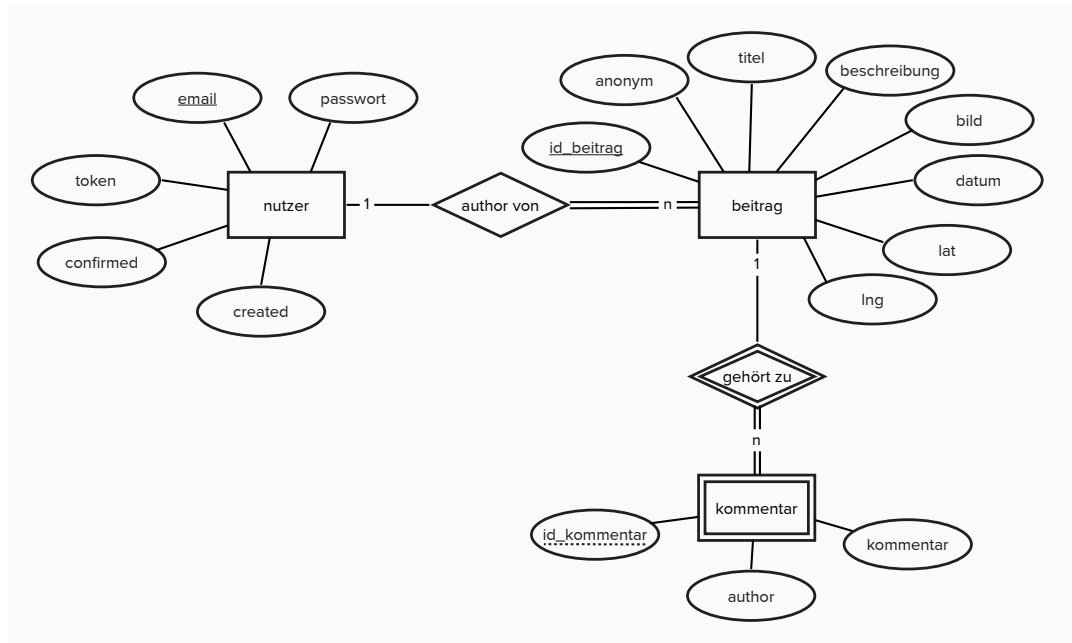 titel
beschreibung
anonym
email
passwort
bild
id_beitrag
token
datum
nutzer
1
author von
n
beitrag
lat
confirmed
1
lng
created
gehört zu
n
kommentar
id_kommentar
kommentar
author